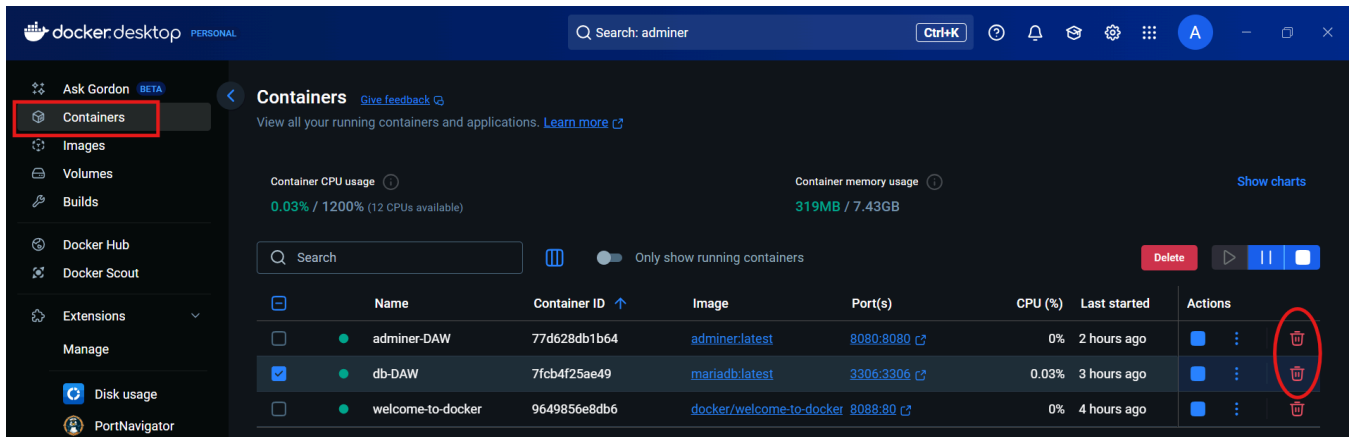 docker.desktop PERSONAL
Search: adminer Ctrl+K
A
Ask Gordon BETA
Containers
Images
Volumes
Builds
Docker Hub
Docker Scout
Extensions
Manage
Disk usage
PortNavigator
Containers Give feedback
View all your running containers and applications. Learn more
Container CPU usage
0.03% / 1200% (12 CPUs available)
Container memory usage
319MB / 7.43GB
Show charts
Search
Only show running containers
Delete
Name Container ID Image Port(s) CPU (%) Last started Actions
adminer-DAW 77d628db1b64 adminer:latest 8080:8080 0% 2 hours ago
db-DAW 7fcb4f25ae49 mariadb:latest 3306:3306 0.03% 3 hours ago
welcome-to-docker 9649856e8db6 docker/welcome-to-docker 8088:80 0% 4 hours ago